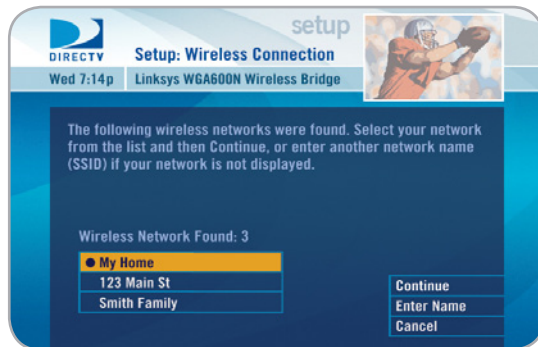 setup
DIRECTV
Setup: Wireless Connection
Wed 7:14p
Linksys WGA600N Wireless Bridge
The following wireless networks were found. Select your network
from the list and then Continue, or enter another network name
(SSID) if your network is not displayed.
Wireless Network Found: 3
My Home
123 Main St
Smith Family
Continue
Enter Name
Cancel